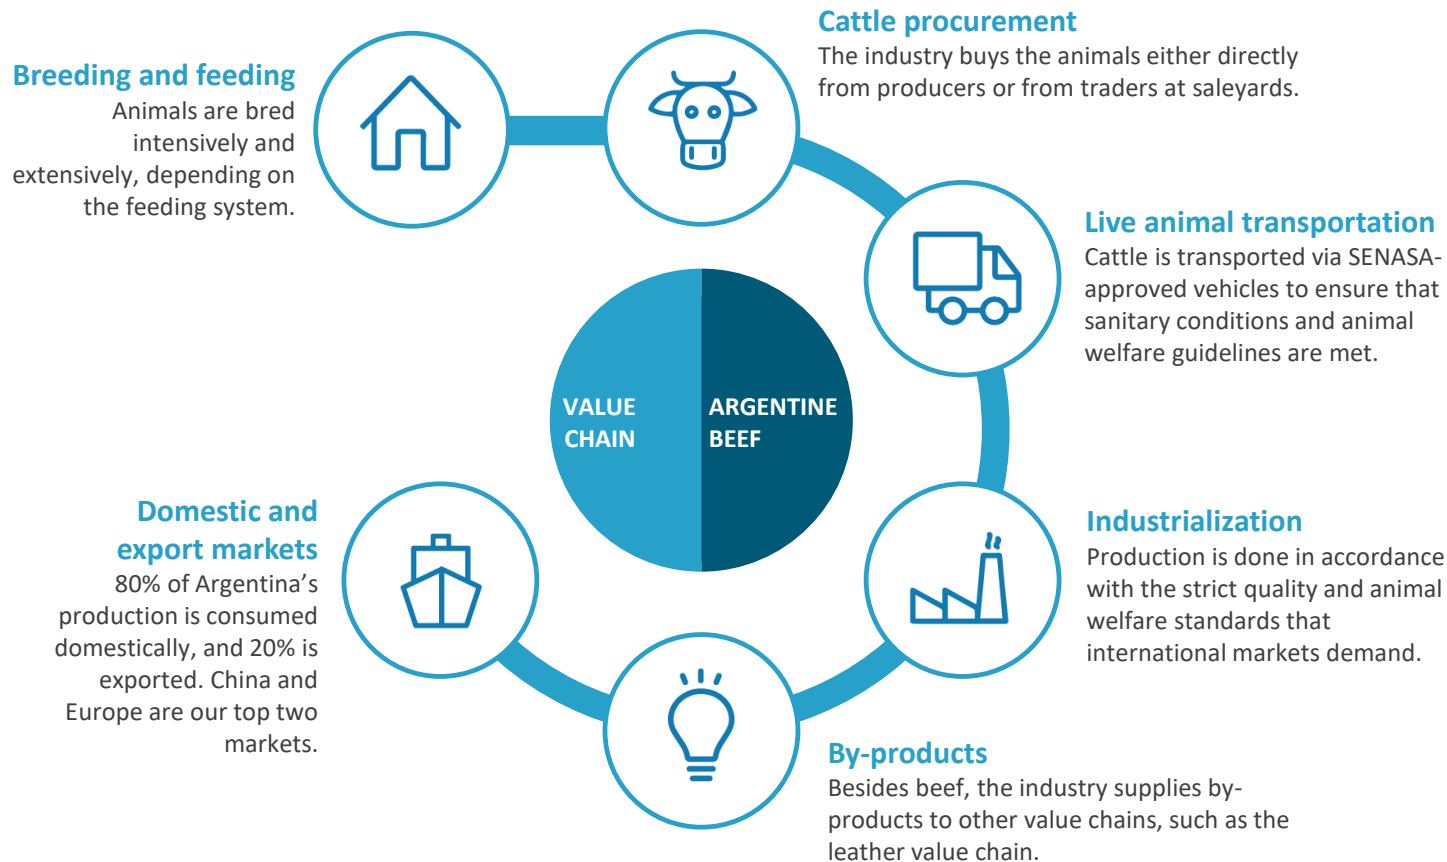 Breeding and feeding
Animals are bred
intensively and
extensively, depending on
the feeding system.
Cattle procurement
The industry buys the animals either directly
from producers or from traders at saleyards.
Live animal transportation
Cattle is transported via SENASA-
approved vehicles to ensure that
sanitary conditions and animal
welfare guidelines are met.
VALUE
CHAIN
ARGENTINE
BEEF
Industrialization
Production is done in accordance
with the strict quality and animal
welfare standards that
international markets demand.
By-products
Besides beef, the industry supplies by-
products to other value chains, such as the
leather value chain.
Domestic and
export markets
80% of Argentina’s
production is consumed
domestically, and 20% is
exported. China and
Europe are our top two
markets.